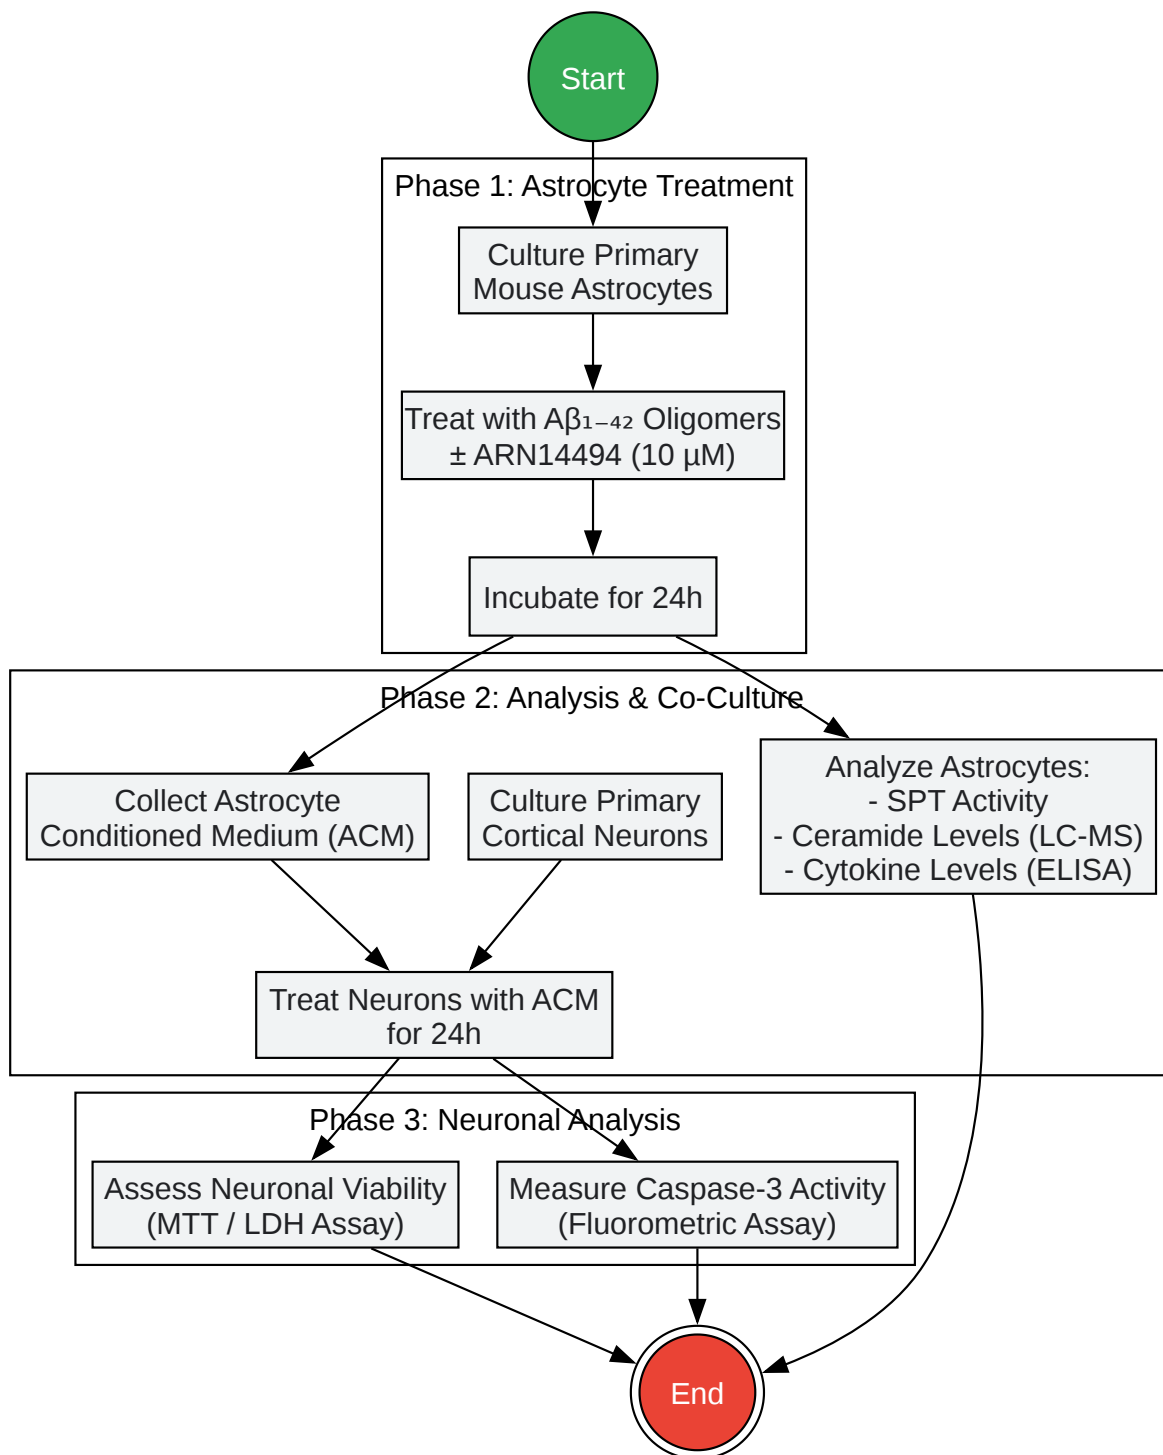 Start
Phase 1: Astrocyte Treatment
Culture Primary
Mouse Astrocytes
Treat with Aβ₁₋₄₂ Oligomers
± ARN14494 (10 µM)
Incubate for 24h
Phase 2: Analysis & Co-Culture
Collect Astrocyte
Conditioned Medium (ACM)
Culture Primary
Cortical Neurons
Analyze Astrocytes:
- SPT Activity
- Ceramide Levels (LC-MS)
- Cytokine Levels (ELISA)
Treat Neurons with ACM
for 24h
Phase 3: Neuronal Analysis
Assess Neuronal Viability
(MTT / LDH Assay)
Measure Caspase-3 Activity
(Fluorometric Assay)
End